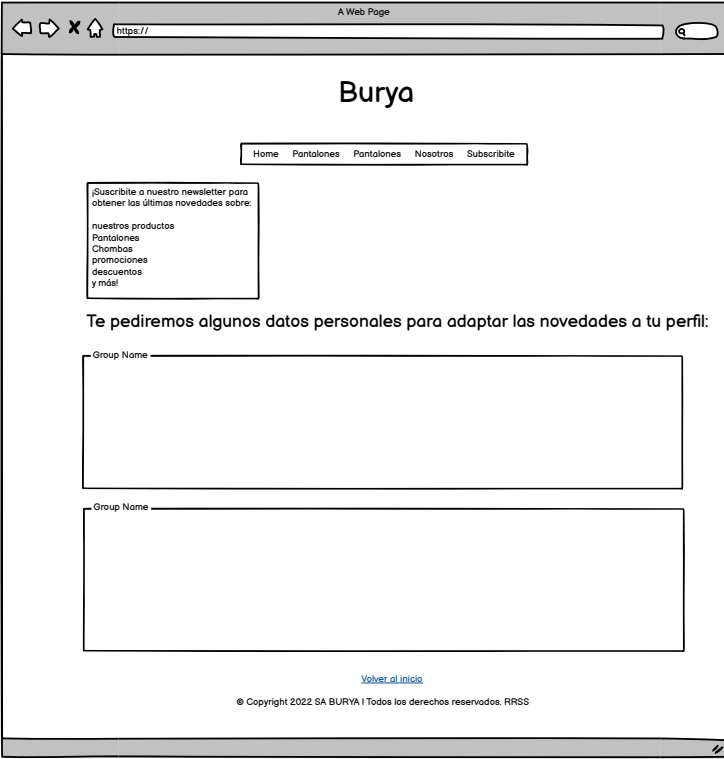 A Web Page
https://
Burya
Home Pantalones Pantalones Nosotros Subscribite
¡Suscribite a nuestro newsletter para
obtener las últimas novedades sobre:
nuestros productos
Pantalones
Chombas
promociones
descuentos
y más!
Te pediremos algunos datos personales para adaptar las novedades a tu perfil:
Group Name
Group Name
Volver al inicio
© Copyright 2022 SA BURYA | Todos los derechos reservados. RRSS